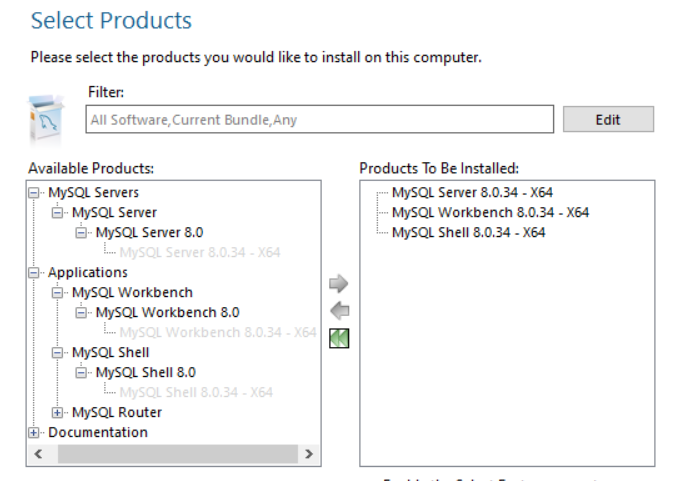 Select Products
Please select the products you would like to install on this computer.
Filter:
All Software,Current Bundle,Any
Edit
Available Products:
MySQL Servers
MySQL Server
MySQL Server 8.0
MySQL Server 8.0.34 - X64
Applications
MySQL Workbench
MySQL Workbench 8.0
MySQL Workbench 8.0.34 - X64
MySQL Shell
MySQL Shell 8.0
MySQL Shell 8.0.34 - X64
MySQL Router
Documentation
Products To Be Installed:
MySQL Server 8.0.34 - X64
MySQL Workbench 8.0.34 - X64
MySQL Shell 8.0.34 - X64